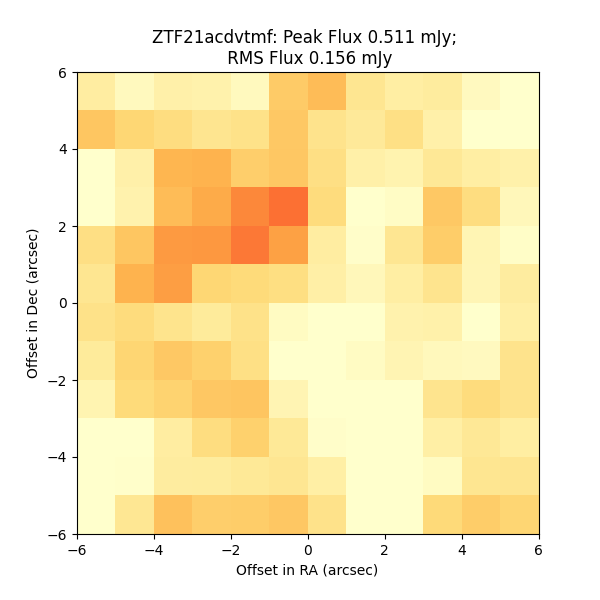 ZTF21acdvtmf: Peak Flux 0.511 mJy;
RMS Flux 0.156 mJy
6
4
2
0
−2
−4
−6
Offset in Dec (arcsec)
−6 −4 −2 0 2 4 6
Offset in RA (arcsec)